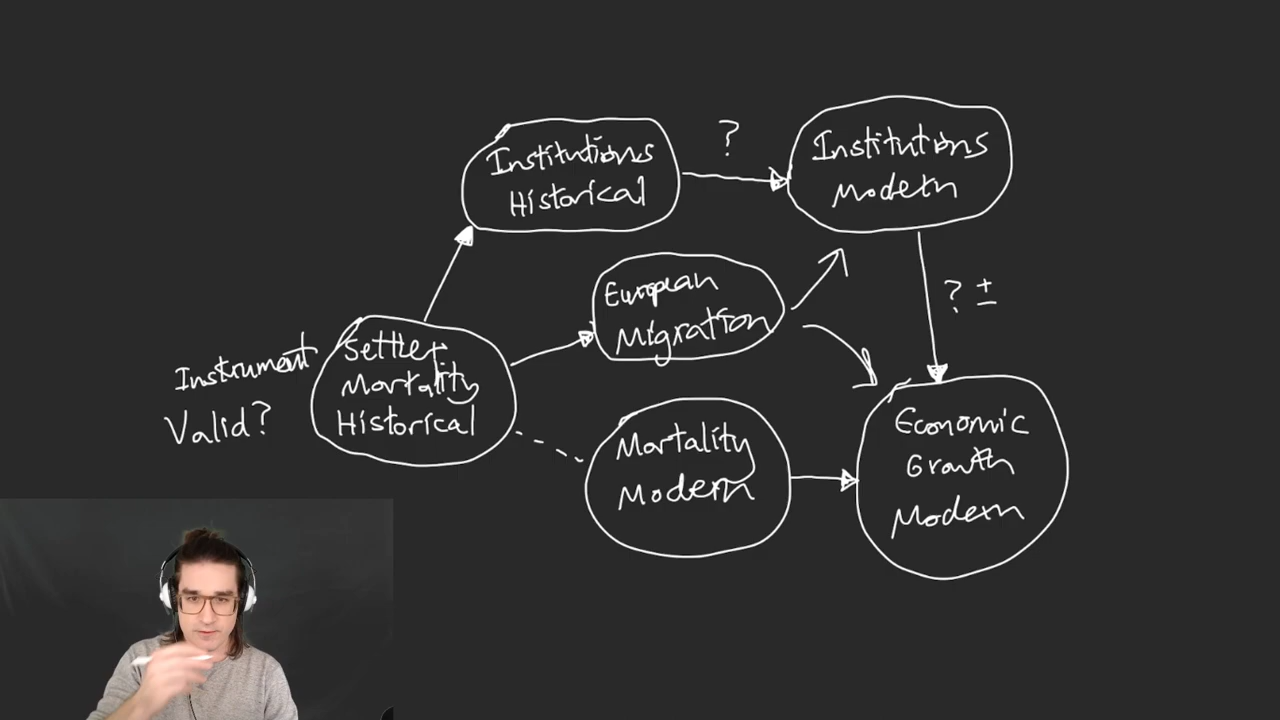 Institutions
Historical
?
Institutions
Modern
European
Migration
? ±
Instrument
Valid?
Settler
Mortality
Historical
Mortality
Modern
Economic
Growth
Modern